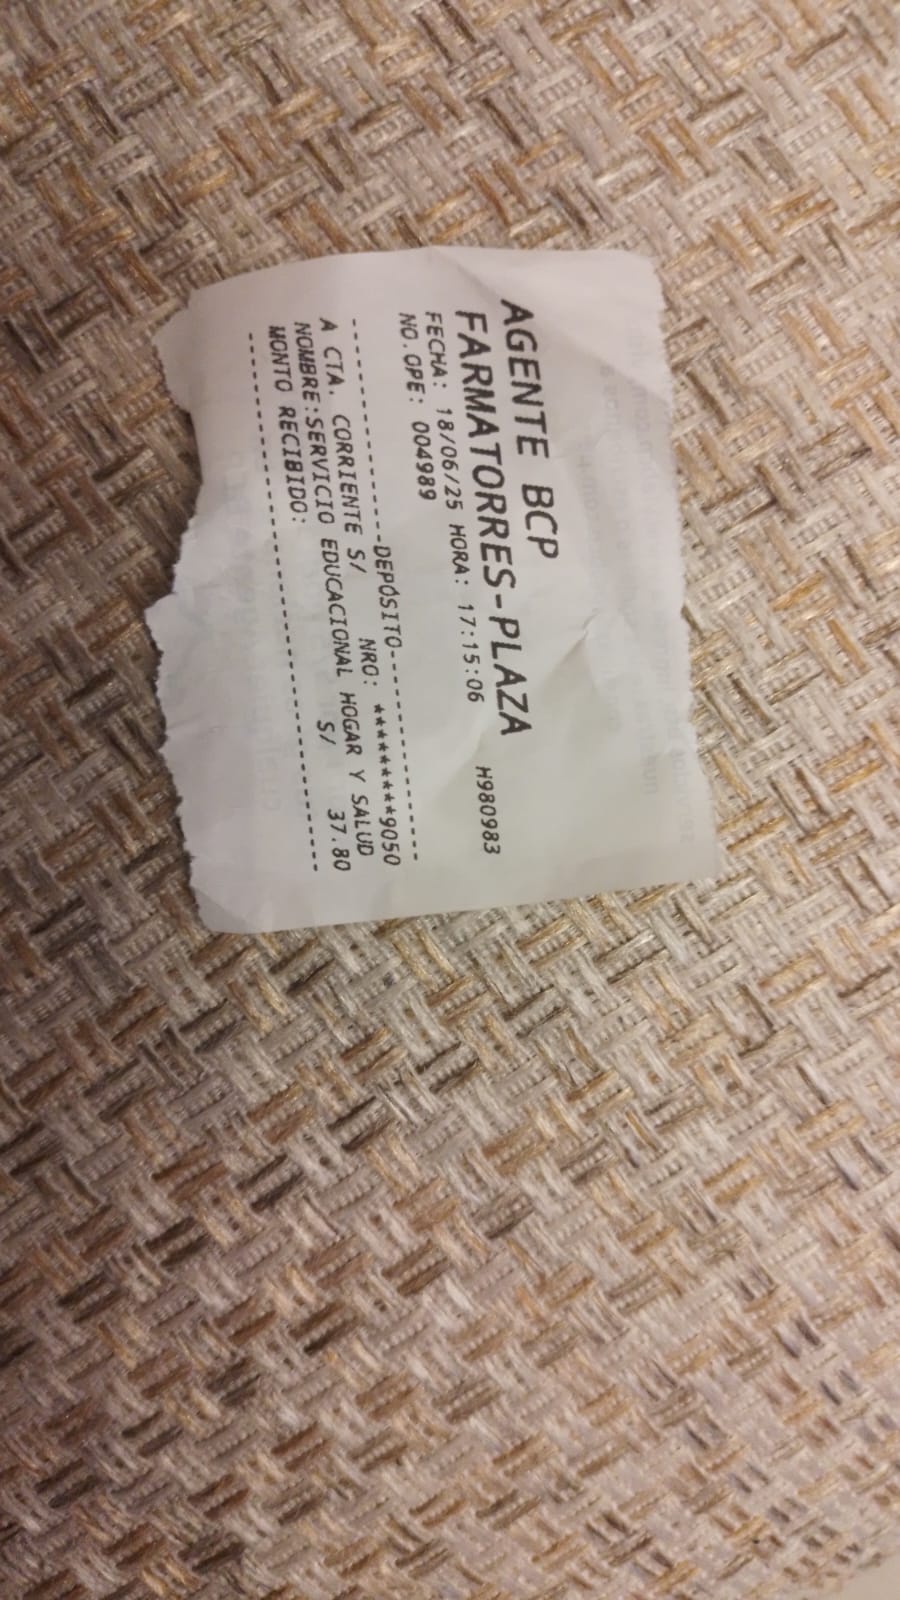 AGENTE BCP
FARMATORRES-PLAZA
FECHA: 18/06/25 HORA: 17:15:06
NO.OPE: 004989 H980983
--------------DEPÓSITO--------------
A CTA. CORRIENTE S/ NRO: *********9050
NOMBRE:SERVICIO EDUCACIONAL HOGAR Y SALUD
MONTO RECIBIDO: S/ 37.80